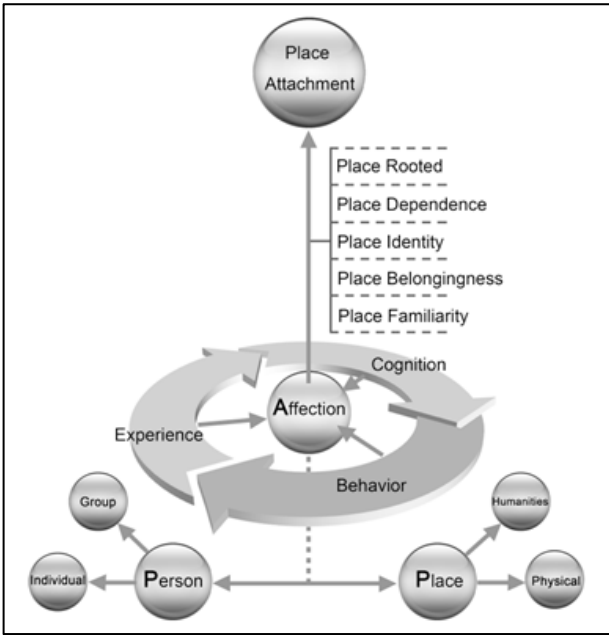 Place
Attachment
Place Rooted
Place Dependence
Place Identity
Place Belongingness
Place Familiarity
Cognition
Affection
Experience
Behavior
Group
Humanities
Individual
Person
Place
Physical